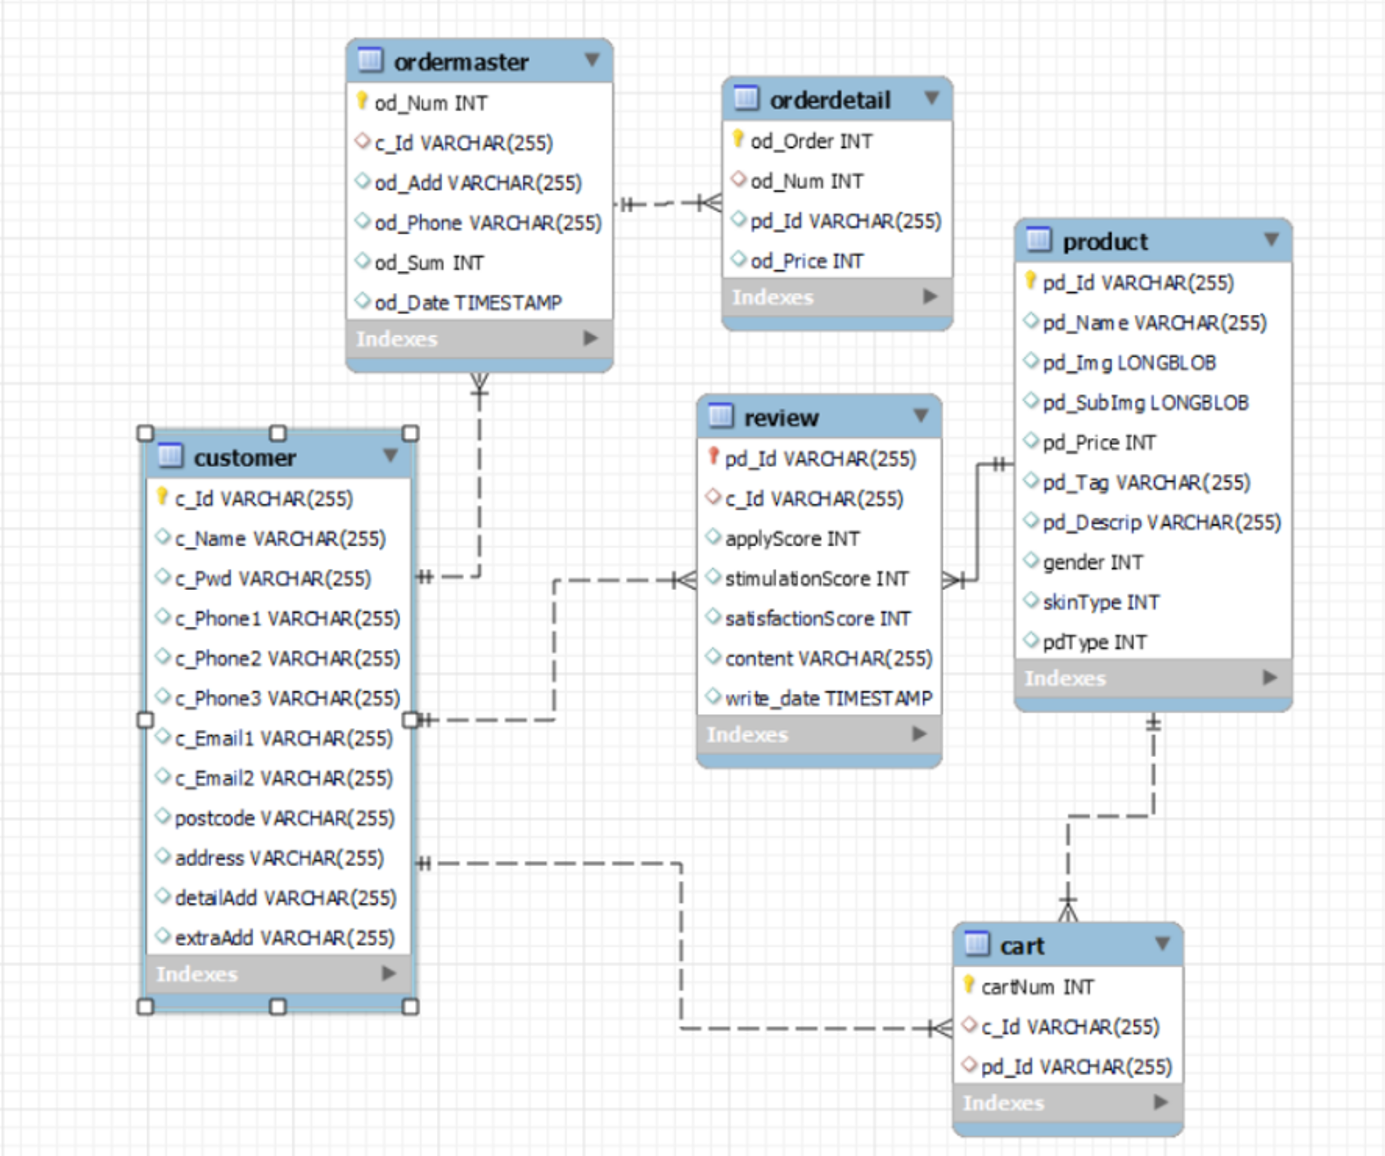 ordermaster
od_Num INT
c_Id VARCHAR(255)
od_Add VARCHAR(255)
od_Phone VARCHAR(255)
od_Sum INT
od_Date TIMESTAMP
Indexes
orderdetail
od_Order INT
od_Num INT
pd_Id VARCHAR(255)
od_Price INT
Indexes
product
pd_Id VARCHAR(255)
pd_Name VARCHAR(255)
pd_Img LONGBLOB
pd_SubImg LONGBLOB
pd_Price INT
pd_Tag VARCHAR(255)
pd_Descrip VARCHAR(255)
gender INT
skinType INT
pdType INT
Indexes
review
pd_Id VARCHAR(255)
c_Id VARCHAR(255)
applyScore INT
stimulationScore INT
satisfactionScore INT
content VARCHAR(255)
write_date TIMESTAMP
Indexes
customer
c_Id VARCHAR(255)
c_Name VARCHAR(255)
c_Pwd VARCHAR(255)
c_Phone1 VARCHAR(255)
c_Phone2 VARCHAR(255)
c_Phone3 VARCHAR(255)
c_Email1 VARCHAR(255)
c_Email2 VARCHAR(255)
postcode VARCHAR(255)
address VARCHAR(255)
detailAdd VARCHAR(255)
extraAdd VARCHAR(255)
Indexes
cart
cartNum INT
c_Id VARCHAR(255)
pd_Id VARCHAR(255)
Indexes